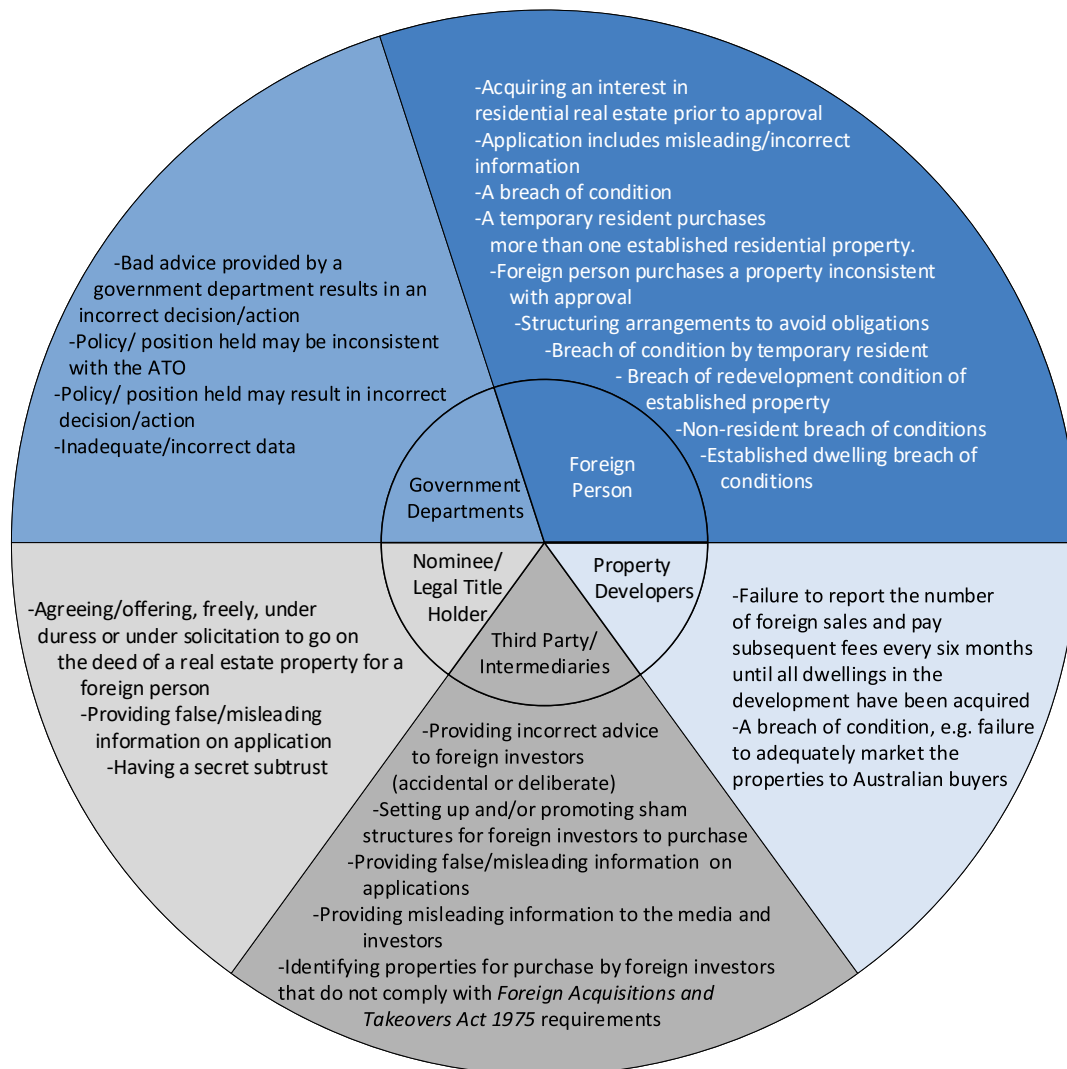 -Acquiring an interest in
residential real estate prior to approval
-Application includes misleading/incorrect
information
-A breach of condition
-A temporary resident purchases
more than one established residential property.
-Foreign person purchases a property inconsistent
with approval
-Structuring arrangements to avoid obligations
-Breach of condition by temporary resident
- Breach of redevelopment condition of
established property
-Non-resident breach of conditions
-Established dwelling breach of
conditions
Foreign
Person
-Bad advice provided by a
government department results in an
incorrect decision/action
-Policy/ position held may be inconsistent
with the ATO
-Policy/ position held may result in incorrect
decision/action
-Inadequate/incorrect data
Government
Departments
Nominee/
Legal Title
Holder
-Agreeing/offering, freely, under
duress or under solicitation to go on
the deed of a real estate property for a
foreign person
-Providing false/misleading
information on application
-Having a secret subtrust
Third Party/
Intermediaries
-Providing incorrect advice
to foreign investors
(accidental or deliberate)
-Setting up and/or promoting sham
structures for foreign investors to purchase
-Providing false/misleading information on
applications
-Providing misleading information to the media and
investors
-Identifying properties for purchase by foreign investors
that do not comply with Foreign Acquisitions and
Takeovers Act 1975 requirements
Property
Developers
-Failure to report the number
of foreign sales and pay
subsequent fees every six months
until all dwellings in the
development have been acquired
-A breach of condition, e.g. failure
to adequately market the
properties to Australian buyers